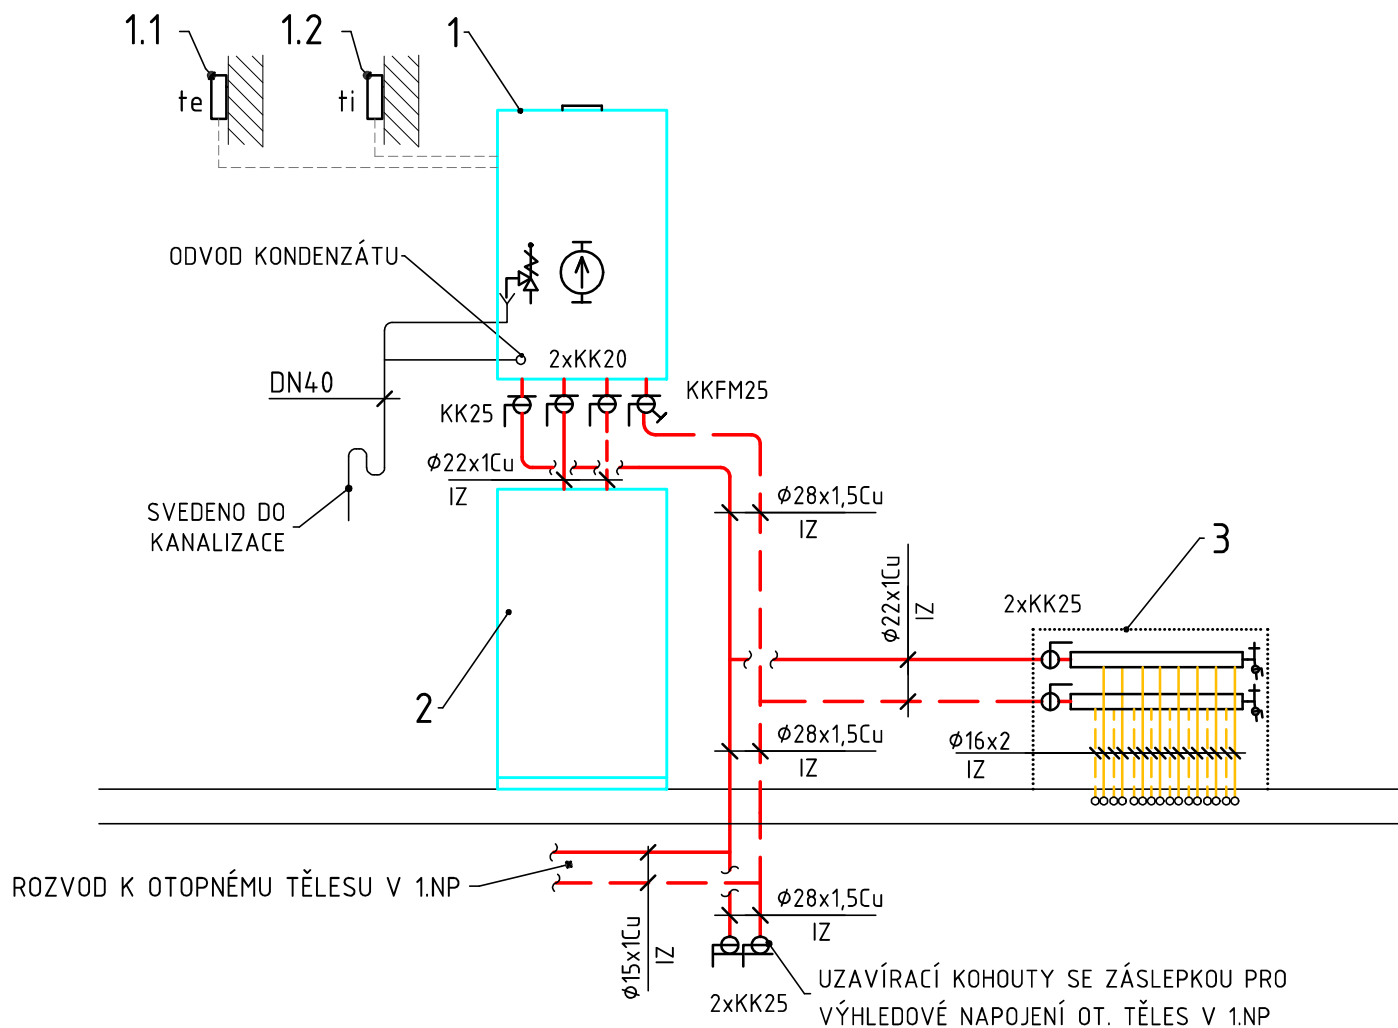 1.1
1.2
1
te
ti
ODVOD KONDENZÁTU
2xKK20
DN40
KK25
KKFM25
Φ22x1Cu
IZ
SVEDENO DO
KANALIZACE
Φ28x1,5Cu
IZ
3
2xKK25
Φ22x1Cu
IZ
2
Φ28x1,5Cu
IZ
Φ16x2
IZ
ROZVOD K OTOPNÉMU TĚLESU V 1.NP
Φ28x1,5Cu
IZ
Φ15x1Cu
IZ
2xKK25
UZAVÍRACÍ KOHOUTY SE ZÁSLEPKOU PRO
VÝHLEDOVÉ NAPOJENÍ OT. TĚLES V 1.NP